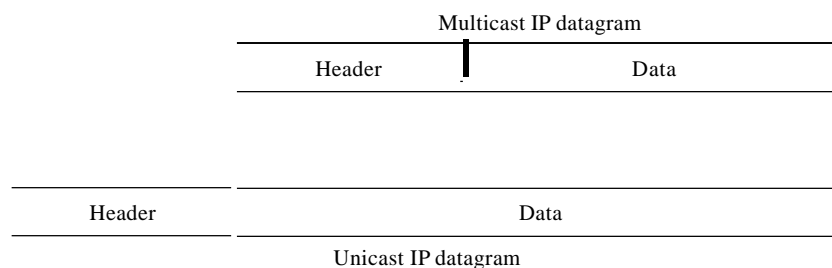 Multicast IP datagram
Header Data
Header Data
Unicast IP datagram